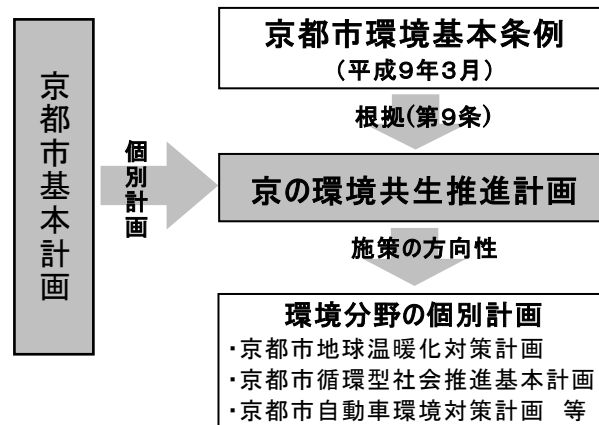 京都市環境基本条例
(平成9年3月)
根拠(第9条)
京都市基本計画
個別計画
京の環境共生推進計画
施策の方向性
環境分野の個別計画
・京都市地球温暖化対策計画
・京都市循環型社会推進基本計画
・京都市自動車環境対策計画 等